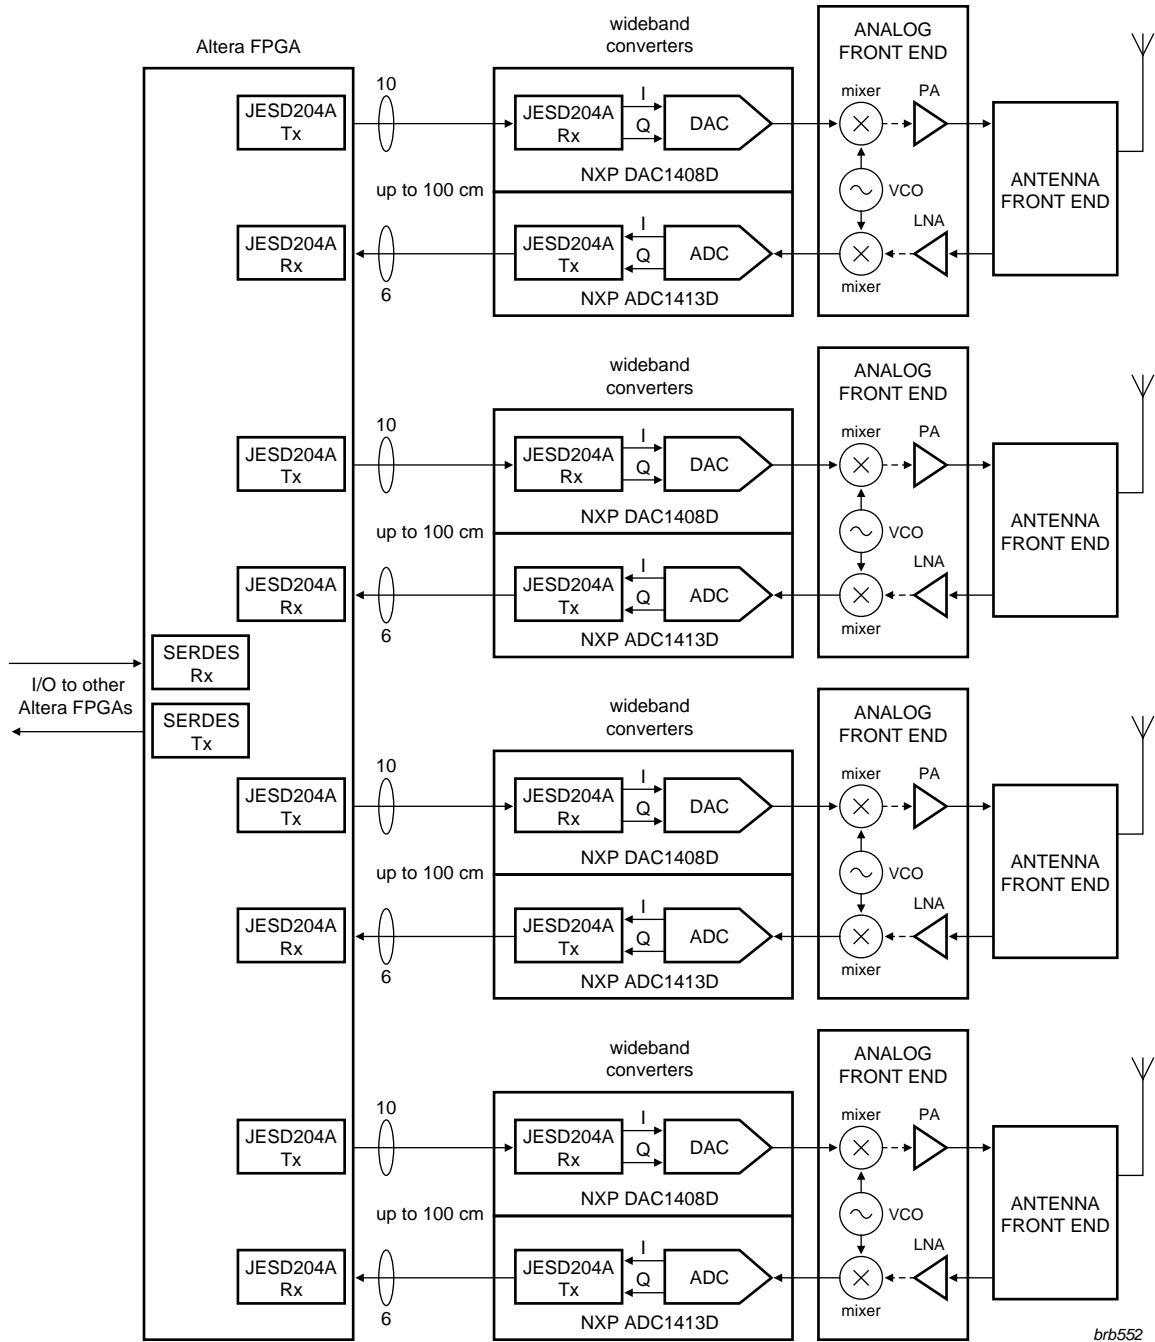 Altera FPGA
wideband
converters
ANALOG
FRONT END
10
JESD204A
Tx
JESD204A
Rx
I
Q
DAC
NXP DAC1408D
mixer
PA
VCO
ANTENNA
FRONT END
up to 100 cm
JESD204A
Rx
6
JESD204A
Tx
I
Q
ADC
NXP ADC1413D
LNA
mixer
wideband
converters
ANALOG
FRONT END
10
JESD204A
Tx
JESD204A
Rx
I
Q
DAC
NXP DAC1408D
mixer
PA
VCO
ANTENNA
FRONT END
up to 100 cm
JESD204A
Rx
6
JESD204A
Tx
I
Q
ADC
NXP ADC1413D
LNA
mixer
SERDES
Rx
I/O to other
Altera FPGAs
SERDES
Tx
wideband
converters
ANALOG
FRONT END
10
JESD204A
Tx
JESD204A
Rx
I
Q
DAC
NXP DAC1408D
mixer
PA
VCO
ANTENNA
FRONT END
up to 100 cm
JESD204A
Rx
6
JESD204A
Tx
I
Q
ADC
NXP ADC1413D
LNA
mixer
wideband
converters
ANALOG
FRONT END
10
JESD204A
Tx
JESD204A
Rx
I
Q
DAC
NXP DAC1408D
mixer
PA
VCO
ANTENNA
FRONT END
up to 100 cm
JESD204A
Rx
6
JESD204A
Tx
I
Q
ADC
NXP ADC1413D
LNA
mixer
brb552